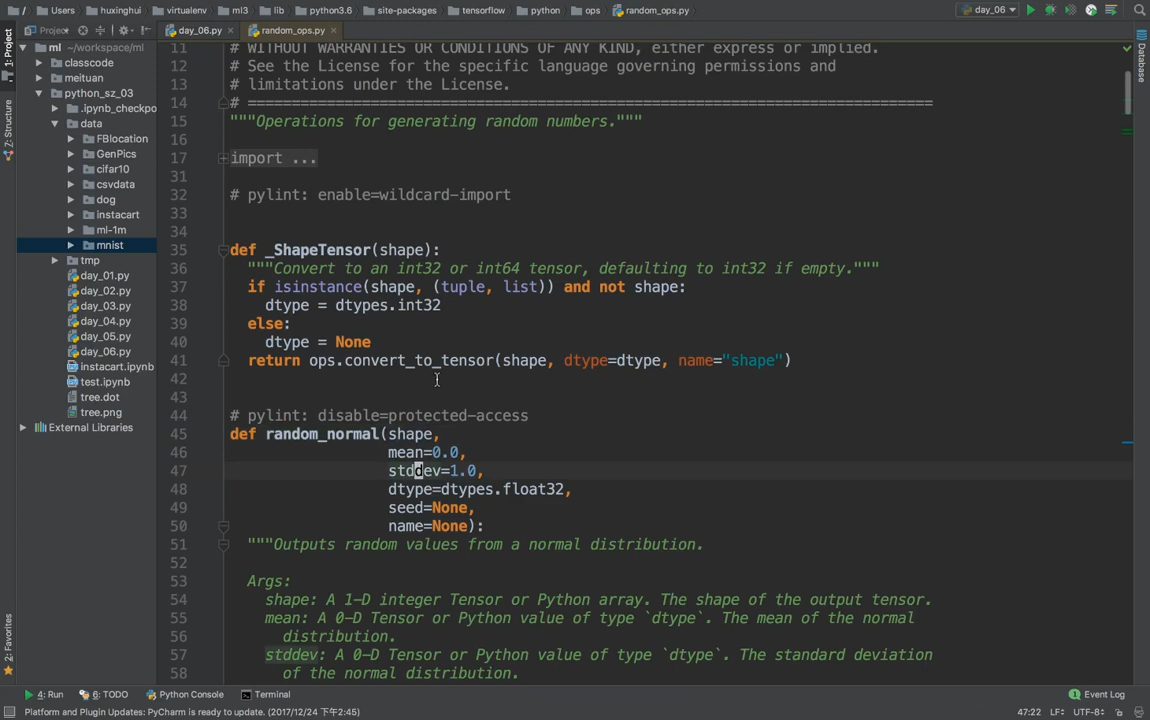 / Users huxinghui virtualenv ml3 lib python3.6 site-packages tensorflow python ops random_ops.py day_06
Project day_06.py × random_ops.py ×
1: Project
Z: Structure
2: Favorites
Database
ml ~/workspace/ml
classcode
meituan
python_sz_03
.ipynb_checkpo
data
FBlocation
GenPics
cifar10
csvdata
dog
instacart
ml-1m
mnist
tmp
day_01.py
day_02.py
day_03.py
day_04.py
day_05.py
day_06.py
instacart.ipynb
test.ipynb
tree.dot
tree.png
External Libraries
11 # WITHOUT WARRANTIES OR CONDITIONS OF ANY KIND, either express or implied.
12 # See the License for the specific language governing permissions and
13 # limitations under the License.
14 # ==============================================================================
15 """Operations for generating random numbers."""
16
17 import ...
31
32 # pylint: enable=wildcard-import
33
34
35 def _ShapeTensor(shape):
36 """Convert to an int32 or int64 tensor, defaulting to int32 if empty."""
37 if isinstance(shape, (tuple, list)) and not shape:
38 dtype = dtypes.int32
39 else:
40 dtype = None
41 return ops.convert_to_tensor(shape, dtype=dtype, name="shape")
42
43
44 # pylint: disable=protected-access
45 def random_normal(shape,
46 mean=0.0,
47 stddev=1.0,
48 dtype=dtypes.float32,
49 seed=None,
50 name=None):
51 """Outputs random values from a normal distribution.
52
53 Args:
54 shape: A 1-D integer Tensor or Python array. The shape of the output tensor.
55 mean: A 0-D Tensor or Python value of type `dtype`. The mean of the normal
56 distribution.
57 stddev: A 0-D Tensor or Python value of type `dtype`. The standard deviation
58 of the normal distribution.
4: Run 6: TODO Python Console Terminal Event Log
Platform and Plugin Updates: PyCharm is ready to update. (2017/12/24 下午2:45) 47:22 LF÷ UTF-8÷